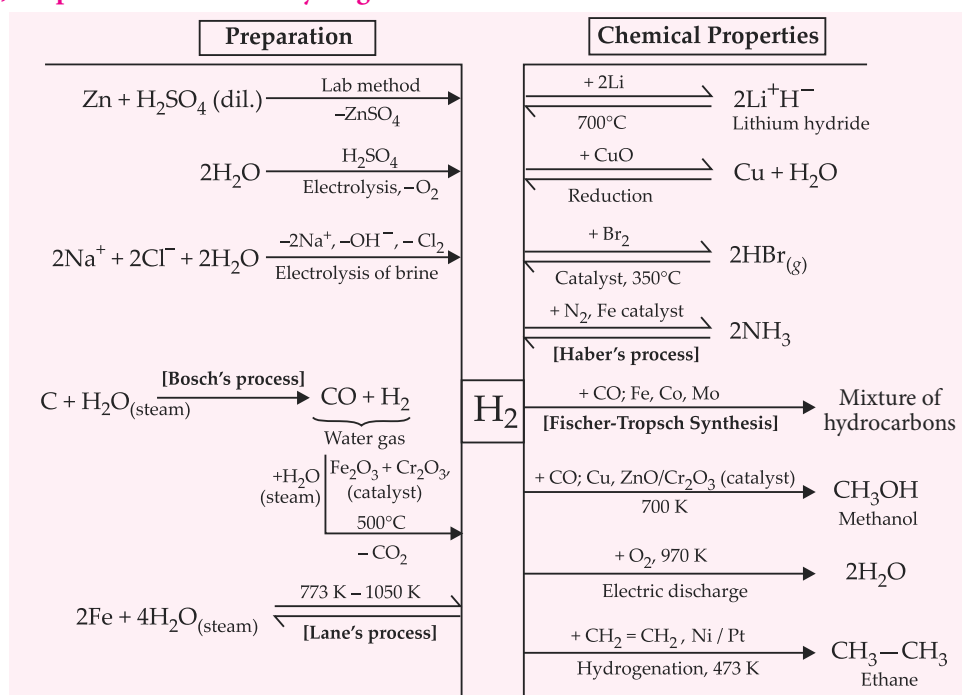 Preparation
Zn + H₂SO₄ (dil.) Lab method
–ZnSO₄
2H₂O H₂SO₄
Electrolysis, –O₂
2Na⁺ + 2Cl⁻ + 2H₂O –2Na⁺, –OH⁻, – Cl₂
Electrolysis of brine
C + H₂O(steam) [Bosch's process] CO + H₂
Water gas
+H₂O (steam)
Fe₂O₃ + Cr₂O₃,
(catalyst)
500°C
– CO₂
2Fe + 4H₂O(steam) 773 K – 1050 K
[Lane's process]
H₂
Chemical Properties
+ 2Li
700°C
2Li⁺H⁻
Lithium hydride
+ CuO
Reduction
Cu + H₂O
+ Br₂
Catalyst, 350°C
2HBr(g)
+ N₂, Fe catalyst
[Haber's process]
2NH₃
+ CO; Fe, Co, Mo
[Fischer-Tropsch Synthesis]
Mixture of
hydrocarbons
+ CO; Cu, ZnO/Cr₂O₃ (catalyst)
700 K
CH₃OH
Methanol
+ O₂, 970 K
Electric discharge
2H₂O
+ CH₂ = CH₂ , Ni / Pt
Hydrogenation, 473 K
CH₃—CH₃
Ethane